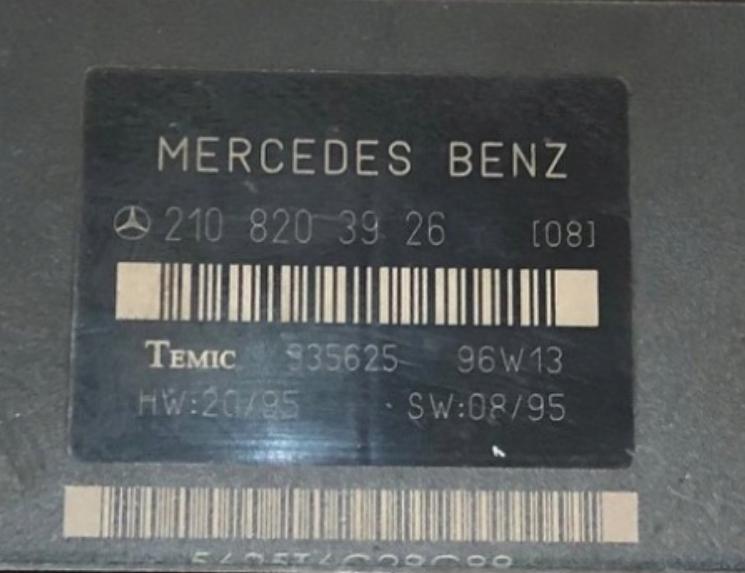 MERCEDES BENZ
210 820 39 26 [08]
TEMIC 935625 96W13
HW:20/95 SW:08/95